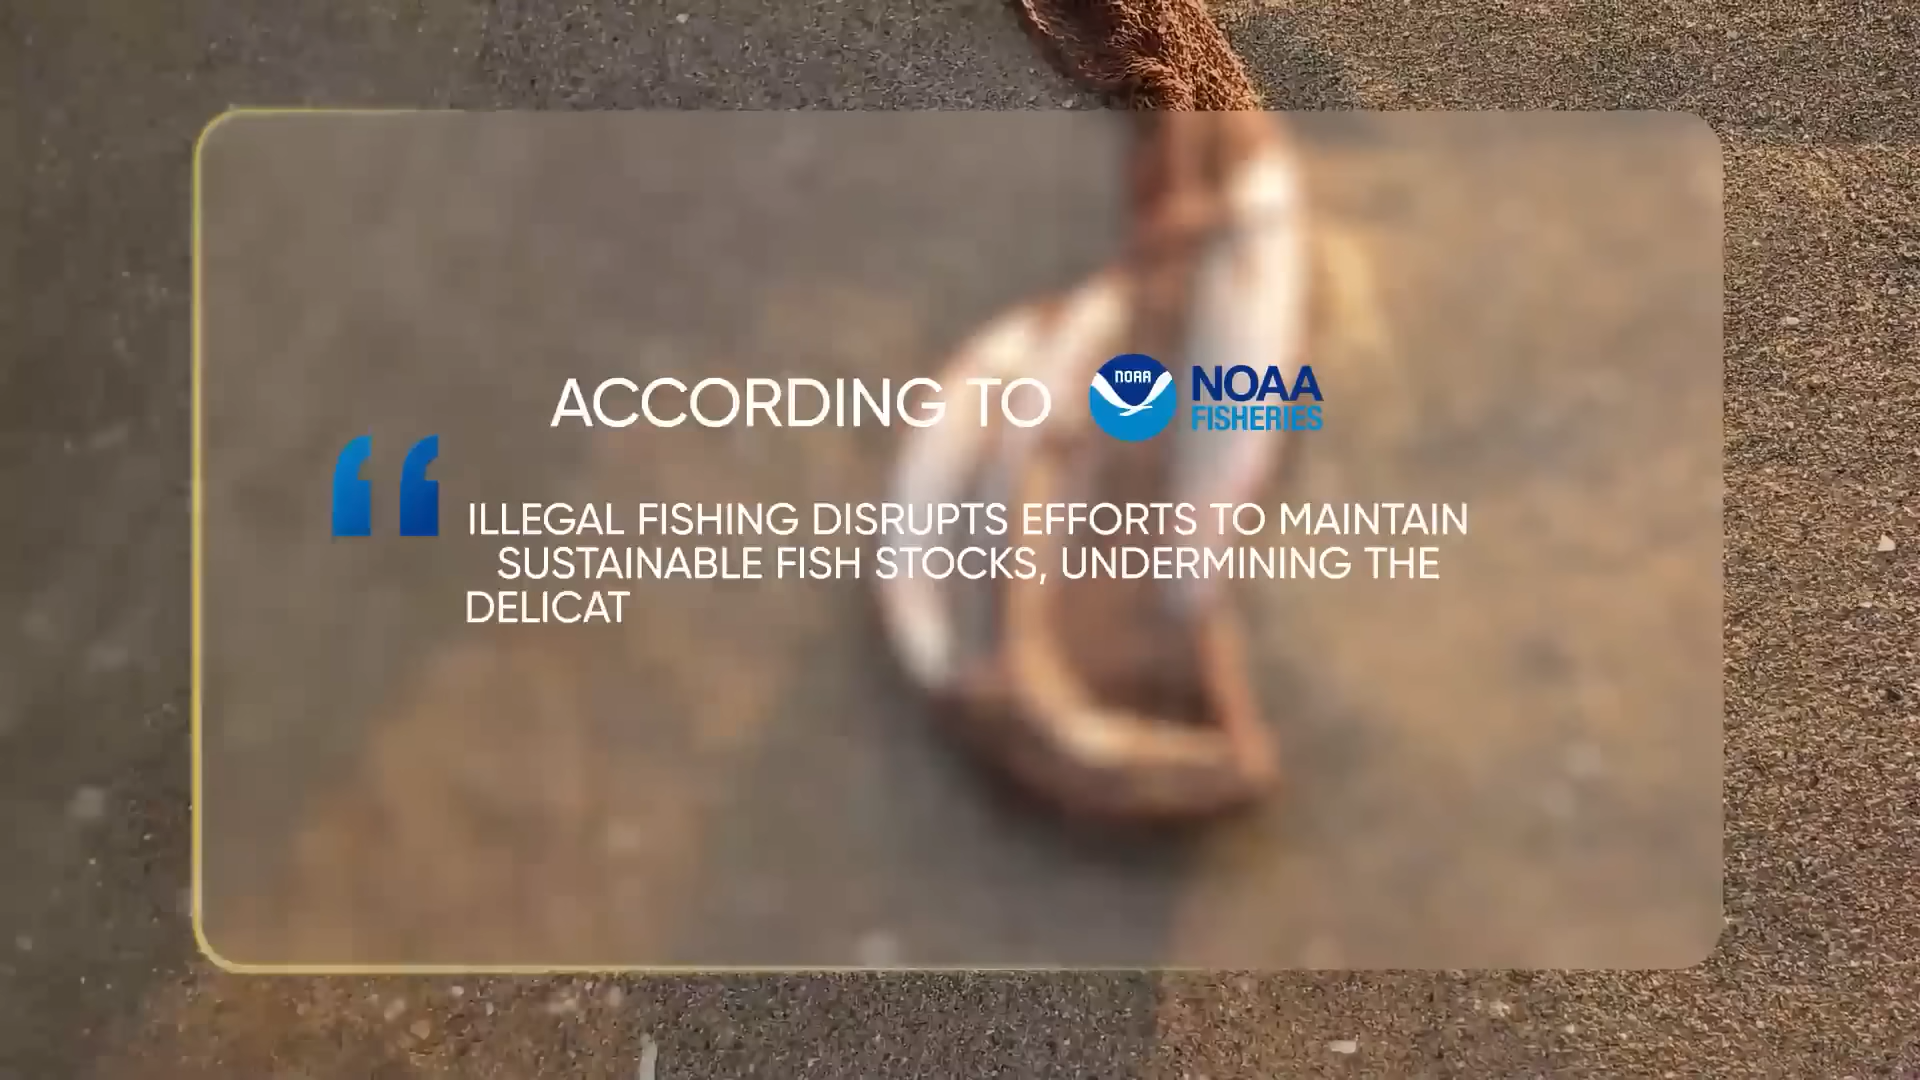 ACCORDING TO NOAA NOAA
FISHERIES
ILLEGAL FISHING DISRUPTS EFFORTS TO MAINTAIN
SUSTAINABLE FISH STOCKS, UNDERMINING THE
DELICAT